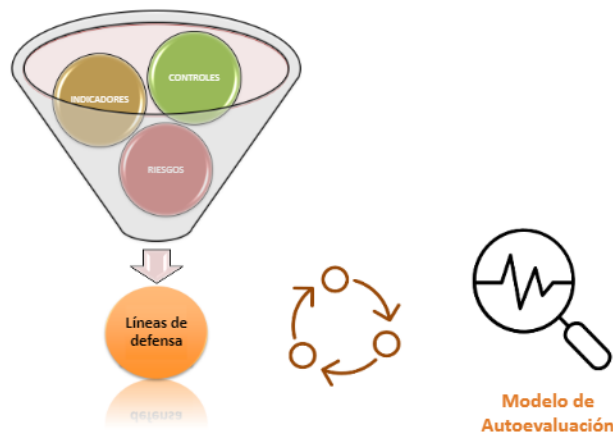 CONTROLES
INDICADORES
RIESGOS
Líneas de
defensa
Modelo de
Autoevaluación